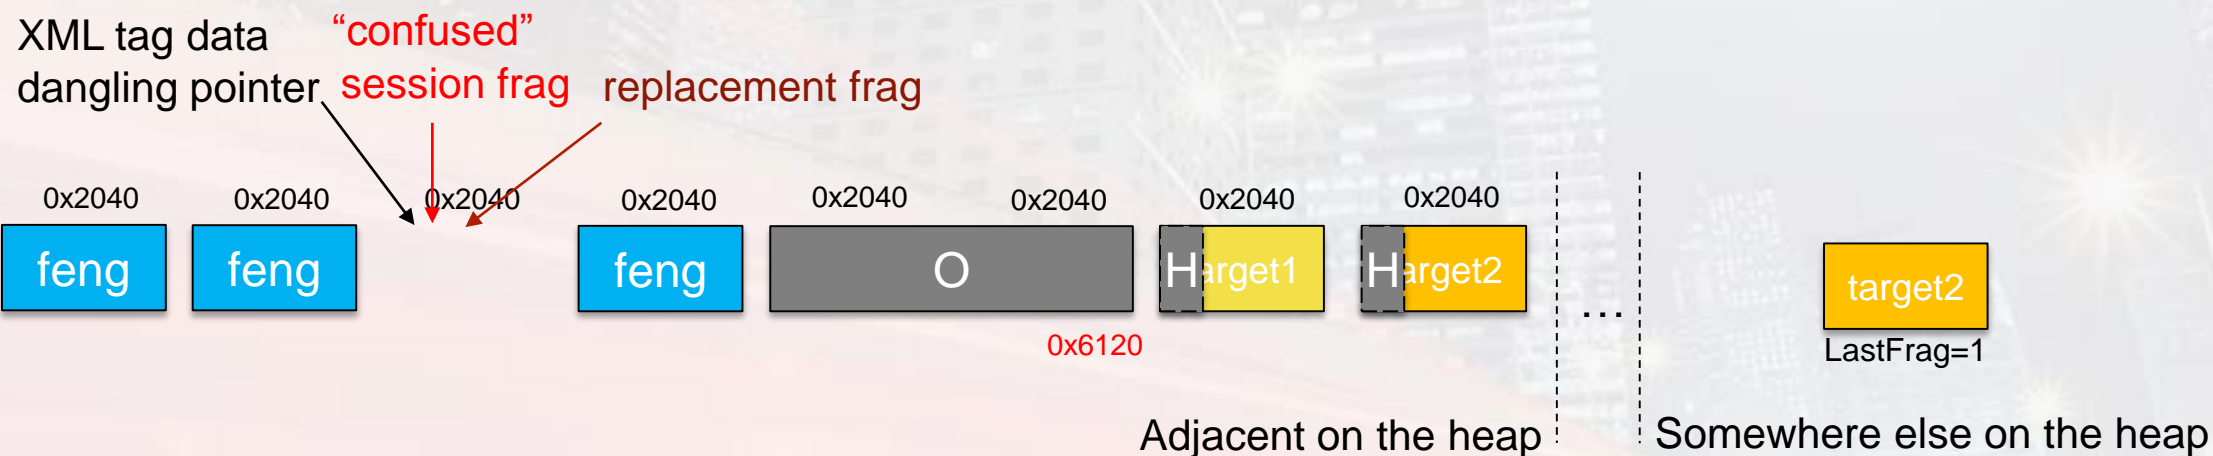 XML tag data
dangling pointer
“confused”
session frag
replacement frag
0x2040
0x2040
0x2040
0x2040
0x2040
0x2040
0x2040
0x2040
feng
feng
feng
O
H
arget1
H
arget2
...
target2
0x6120
LastFrag=1
Adjacent on the heap
Somewhere else on the heap